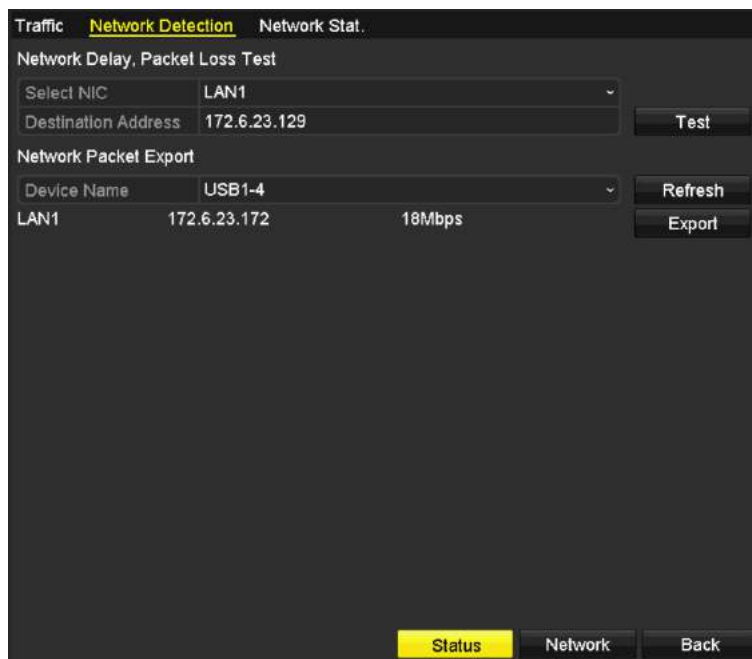 Traffic Network Detection Network Stat.
Network Delay, Packet Loss Test
Select NIC LAN1
Destination Address 172.6.23.129 Test
Network Packet Export
Device Name USB1-4 Refresh
LAN1 172.6.23.172 18Mbps Export
Status Network Back